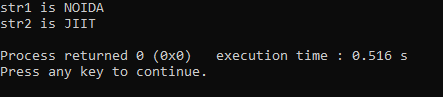 str1 is NOIDA
str2 is JIIT
Process returned 0 (0x0)   execution time : 0.516 s
Press any key to continue.